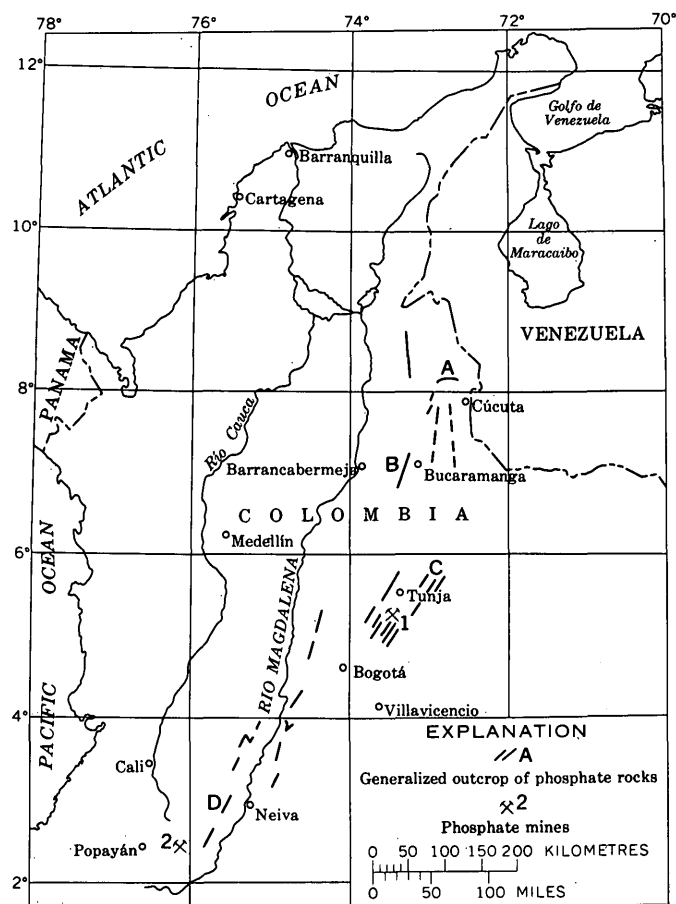 78° 76° 74° 72° 70°
12°
OCEAN
Golfo de
Venezuela
ATLANTIC
Barranquilla
Cartagena
10°
Lago
de
Maracaibo
VENEZUELA
PANAMA
A
8°
Cúcuta
Río Cauca
Barrancabermeja
B
Bucaramanga
COLOMBIA
Medellín
6°
OCEAN
C
Tunja
1
RIO MAGDALENA
Bogotá
PACIFIC
4°
Villavicencio
EXPLANATION
A
Generalized outcrop of phosphate rocks
2
Phosphate mines
Cali
D
Neiva
2
Popayán
0 50 100 150 200 KILOMETRES
0 50 100 MILES
2°